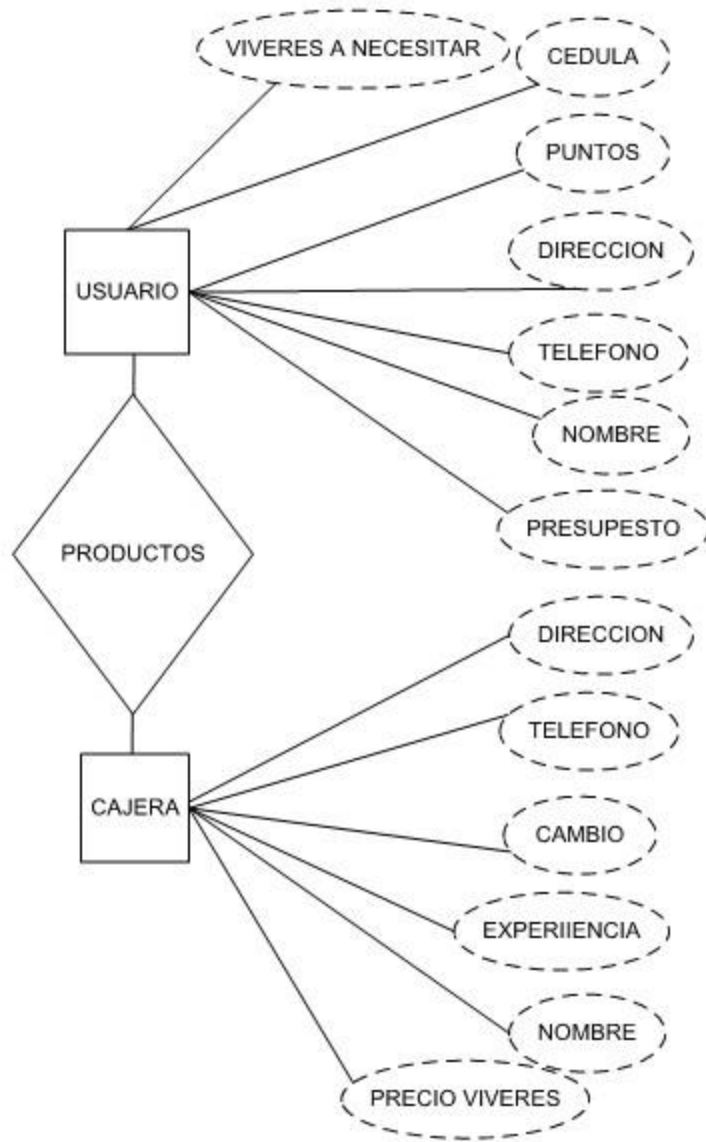 VIVERES A NECESITAR
CEDULA
PUNTOS
DIRECCION
USUARIO
TELEFONO
NOMBRE
PRESUPESTO
PRODUCTOS
DIRECCION
TELEFONO
CAJERA
CAMBIO
EXPERIIENCIA
NOMBRE
PRECIO VIVERES